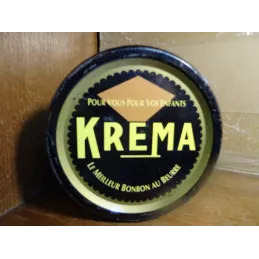 POUR VOUS POUR VOS ENFANTS
KREMA
LE MEILLEUR BONBON AU BEURRE